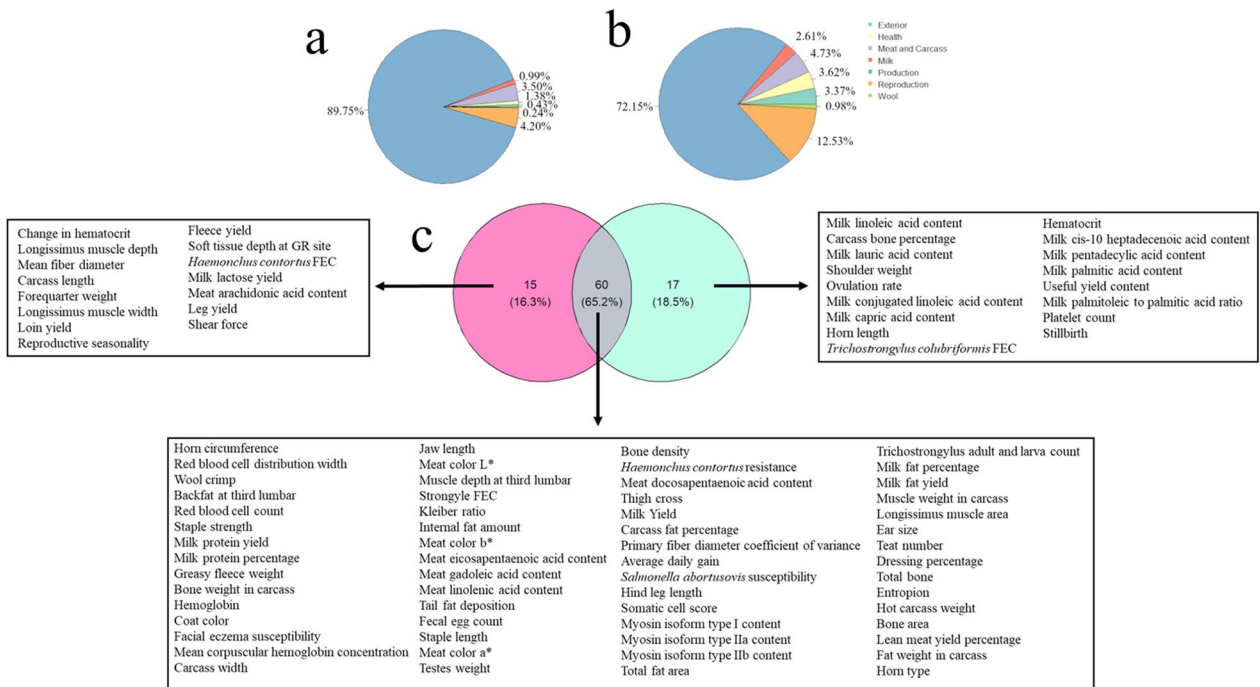 a
0.99%
3.50%
1.38%
0.43%
0.24%
4.20%
89.75%
b
2.61%
4.73%
3.62%
3.37%
0.98%
12.53%
72.15%
Exterior
Health
Meat and Carcass
Milk
Production
Reproduction
Wool
c
15
(16.3%)
60
(65.2%)
17
(18.5%)
Change in hematocrit
Longissimus muscle depth
Mean fiber diameter
Carcass length
Forequarter weight
Longissimus muscle width
Loin yield
Reproductive seasonality
Fleece yield
Soft tissue depth at GR site
Haemonchus contortus FEC
Milk lactose yield
Meat arachidonic acid content
Leg yield
Shear force
Milk linoleic acid content
Carcass bone percentage
Milk lauric acid content
Shoulder weight
Ovulation rate
Milk conjugated linoleic acid content
Milk capric acid content
Horn length
Trichostrongylus colubriformis FEC
Hematocrit
Milk cis-10 heptadecenoic acid content
Milk pentadecylic acid content
Milk palmitic acid content
Useful yield content
Milk palmitoleic to palmitic acid ratio
Platelet count
Stillbirth
Horn circumference
Red blood cell distribution width
Wool crimp
Backfat at third lumbar
Red blood cell count
Staple strength
Milk protein yield
Milk protein percentage
Greasy fleece weight
Bone weight in carcass
Hemoglobin
Coat color
Facial eczema susceptibility
Mean corpuscular hemoglobin concentration
Carcass width
Jaw length
Meat color L*
Muscle depth at third lumbar
Strongyle FEC
Kleiber ratio
Internal fat amount
Meat color b*
Meat eicosapentaenoic acid content
Meat gadoleic acid content
Meat linolenic acid content
Tail fat deposition
Fecal egg count
Staple length
Meat color a*
Testes weight
Bone density
Haemonchus contortus resistance
Meat docosapentaenoic acid content
Thigh cross
Milk Yield
Carcass fat percentage
Primary fiber diameter coefficient of variance
Average daily gain
Salmonella abortusovis susceptibility
Hind leg length
Somatic cell score
Myosin isoform type I content
Myosin isoform type IIa content
Myosin isoform type IIb content
Total fat area
Trichostrongylus adult and larva count
Milk fat percentage
Milk fat yield
Muscle weight in carcass
Longissimus muscle area
Ear size
Teat number
Dressing percentage
Total bone
Entropion
Hot carcass weight
Bone area
Lean meat yield percentage
Fat weight in carcass
Horn type